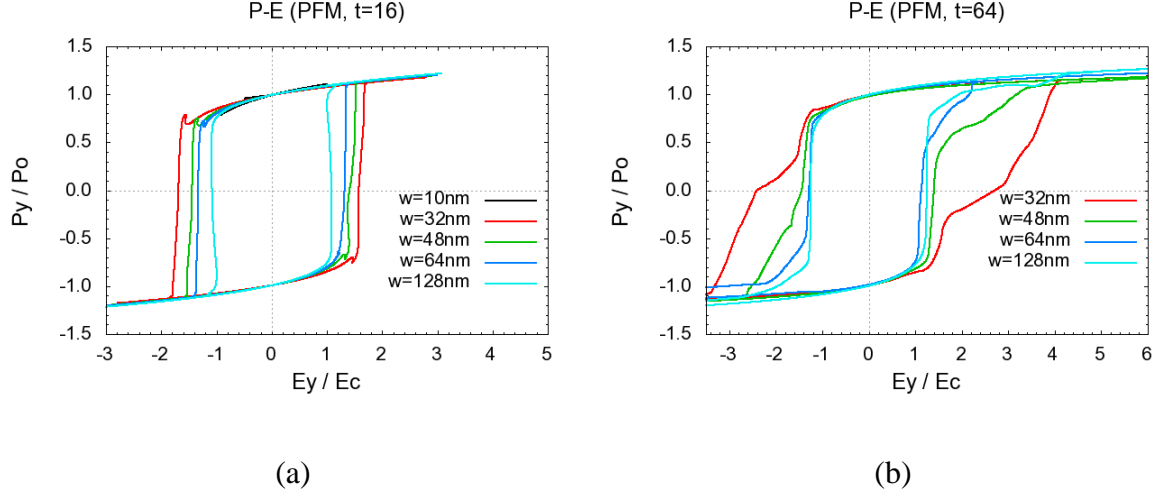 P-E (PFM, t=16)
1.5
1.0
0.5
0.0
-0.5
-1.0
-1.5
Py / Po
w=10nm
w=32nm
w=48nm
w=64nm
w=128nm
-3 -2 -1 0 1 2 3 4 5
Ey / Ec
(a)
P-E (PFM, t=64)
1.5
1.0
0.5
0.0
-0.5
-1.0
-1.5
Py / Po
w=32nm
w=48nm
w=64nm
w=128nm
-3 -2 -1 0 1 2 3 4 5 6
Ey / Ec
(b)